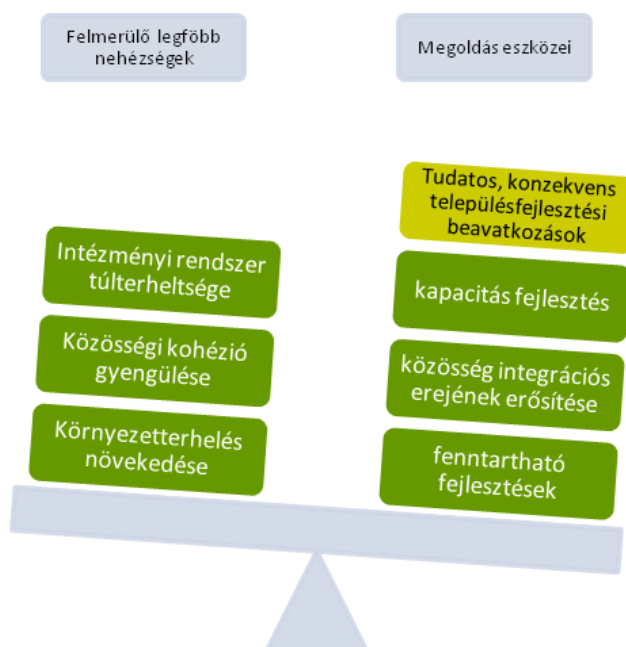 Felmerülő legföbb
nehézségek
Megoldás eszközei
Intézményi rendszer
túlterheltsége
Közösségi kohézió
gyengülése
Környezetterhelés
növekedése
Tudatos, konzekvens
településfejlesztési
beavatkozások
kapacitás fejlesztés
közösség integrációs
erejének erősítése
fenntartható
fejlesztések